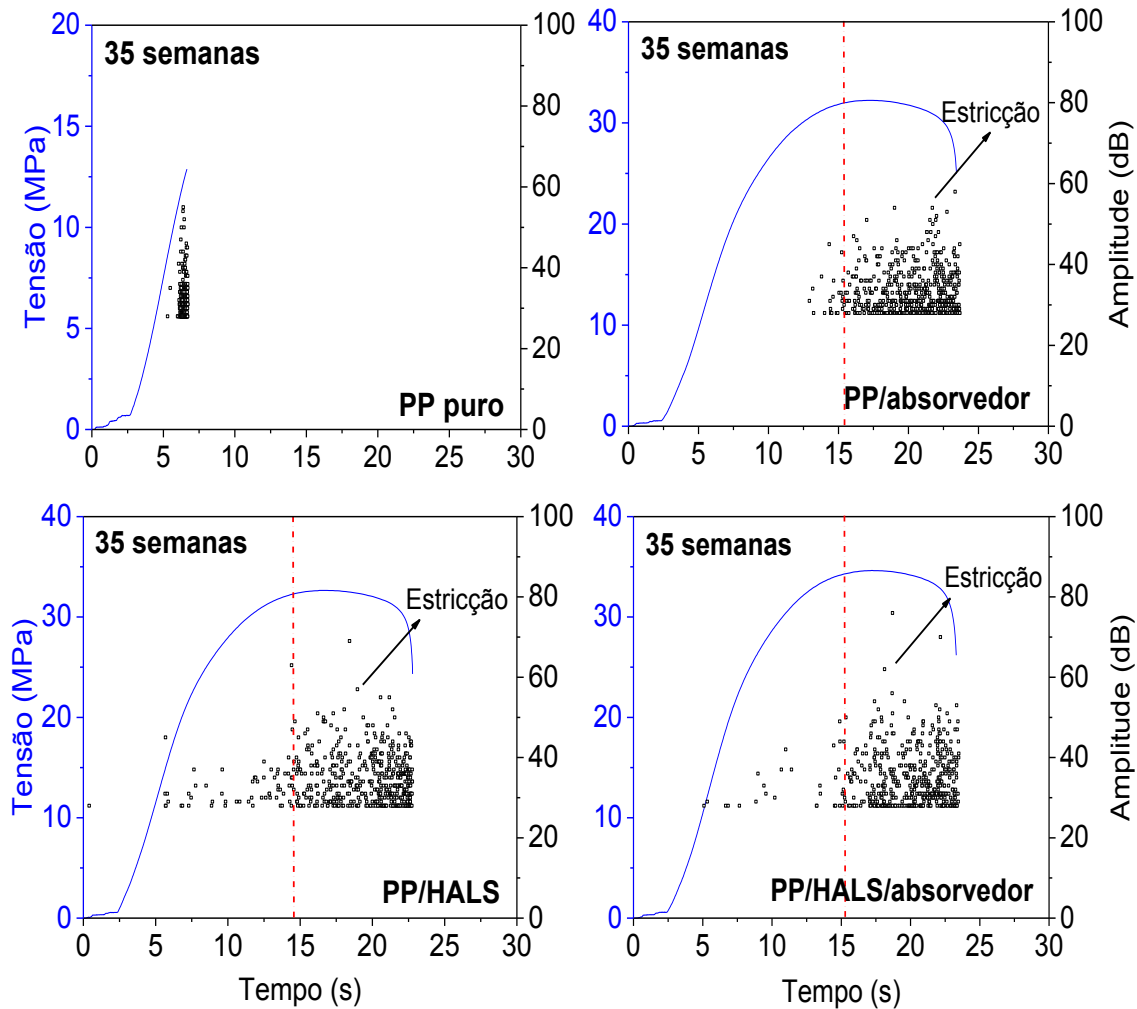 35 semanas
Tensão (MPa)
20
15
10
5
0
100
80
60
40
20
0
PP puro
0 5 10 15 20 25 30
35 semanas
Estricção
40
30
20
10
0
100
80
60
40
20
0
Amplitude (dB)
PP/absorvedor
0 5 10 15 20 25 30
35 semanas
Estricção
Tensão (MPa)
40
30
20
10
0
100
80
60
40
20
0
PP/HALS
0 5 10 15 20 25 30
Tempo (s)
35 semanas
Estricção
40
30
20
10
0
100
80
60
40
20
0
Amplitude (dB)
PP/HALS/absorvedor
0 5 10 15 20 25 30
Tempo (s)